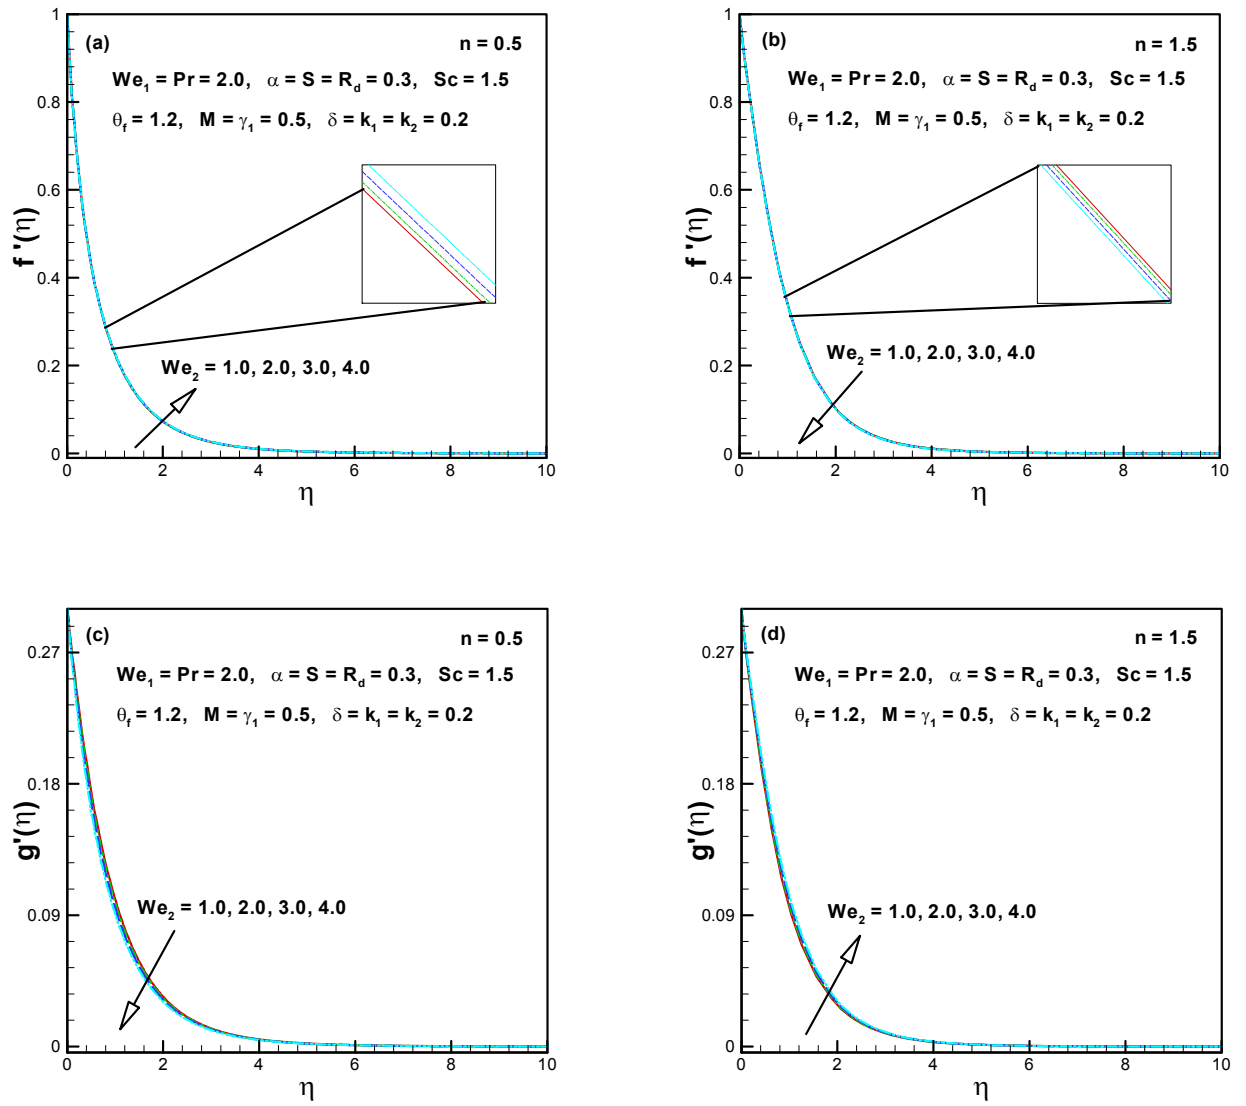 (a)
n = 0.5
We₁ = Pr = 2.0, α = S = R_d = 0.3, Sc = 1.5
θ_f = 1.2, M = γ₁ = 0.5, δ = k₁ = k₂ = 0.2
We₂ = 1.0, 2.0, 3.0, 4.0
f '(η)
1
0.8
0.6
0.4
0.2
0
0 2 4 6 8 10
η
(b)
n = 1.5
We₁ = Pr = 2.0, α = S = R_d = 0.3, Sc = 1.5
θ_f = 1.2, M = γ₁ = 0.5, δ = k₁ = k₂ = 0.2
We₂ = 1.0, 2.0, 3.0, 4.0
f '(η)
1
0.8
0.6
0.4
0.2
0
0 2 4 6 8 10
η
(c)
n = 0.5
We₁ = Pr = 2.0, α = S = R_d = 0.3, Sc = 1.5
θ_f = 1.2, M = γ₁ = 0.5, δ = k₁ = k₂ = 0.2
We₂ = 1.0, 2.0, 3.0, 4.0
g'(η)
0.27
0.18
0.09
0
0 2 4 6 8 10
η
(d)
n = 1.5
We₁ = Pr = 2.0, α = S = R_d = 0.3, Sc = 1.5
θ_f = 1.2, M = γ₁ = 0.5, δ = k₁ = k₂ = 0.2
We₂ = 1.0, 2.0, 3.0, 4.0
g'(η)
0.27
0.18
0.09
0
0 2 4 6 8 10
η